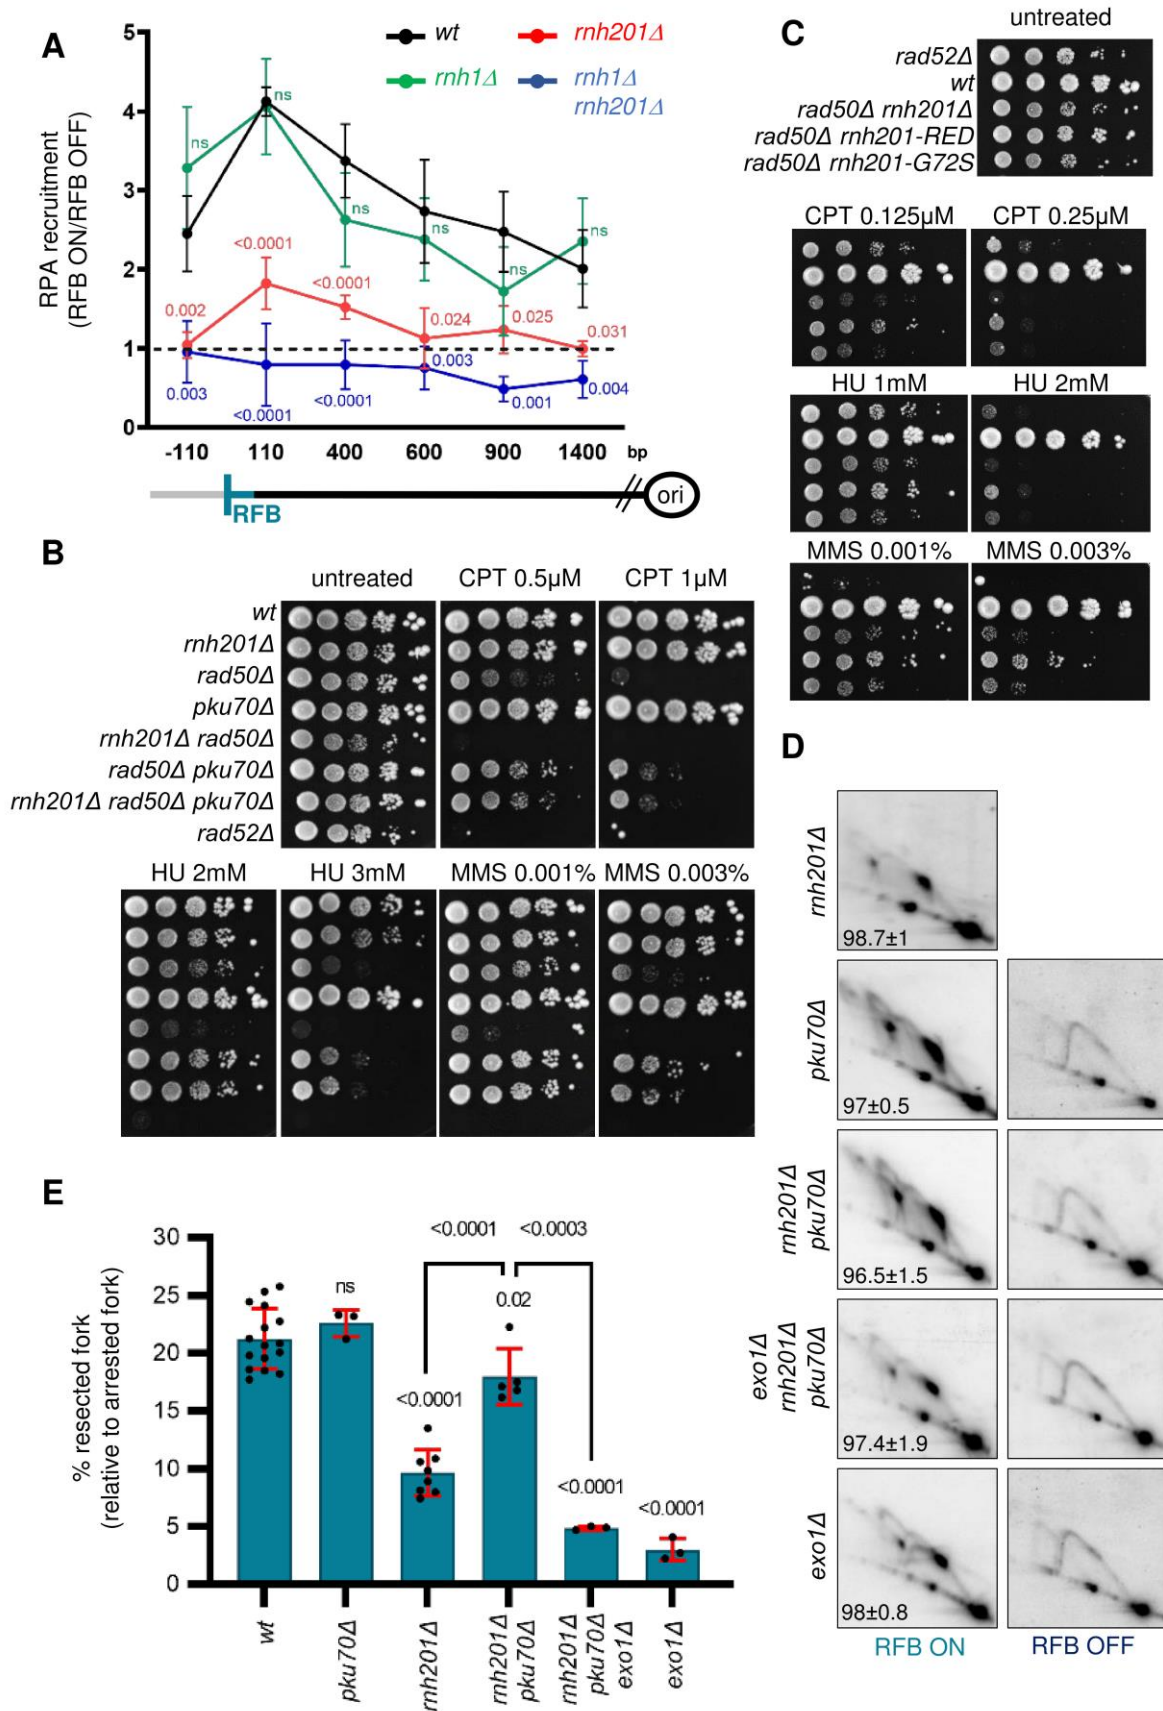 A
5
4
3
2
1
0
RPA recruitment
(RFB ON/RFB OFF)
wt
rnh201Δ
rnh1Δ
rnh1Δ
rnh201Δ
ns
ns
ns
ns
ns
ns
0.002
<0.0001
<0.0001
0.024
0.025
0.031
0.003
<0.0001
<0.0001
0.003
0.001
0.004
-110 110 400 600 900 1400 bp
RFB
ori
B
untreated CPT 0.5μM CPT 1μM
wt
rnh201Δ
rad50Δ
pku70Δ
rnh201Δ rad50Δ
rad50Δ pku70Δ
rnh201Δ rad50Δ pku70Δ
rad52Δ
HU 2mM HU 3mM MMS 0.001% MMS 0.003%
C
untreated
rad52Δ
wt
rad50Δ rnh201Δ
rad50Δ rnh201-RED
rad50Δ rnh201-G72S
CPT 0.125μM CPT 0.25μM
HU 1mM HU 2mM
MMS 0.001% MMS 0.003%
D
rnh201Δ
98.7±1
pku70Δ
97±0.5
rnh201Δ
pku70Δ
96.5±1.5
exo1Δ
rnh201Δ
pku70Δ
97.4±1.9
exo1Δ
98±0.8
RFB ON RFB OFF
E
% resected fork
(relative to arrested fork)
30
25
20
15
10
5
0
<0.0001 <0.0003
ns
<0.0001
0.02
<0.0001
<0.0001
wt
pku70Δ
rnh201Δ
rnh201Δ
pku70Δ
rnh201Δ
pku70Δ
exo1Δ
exo1Δ